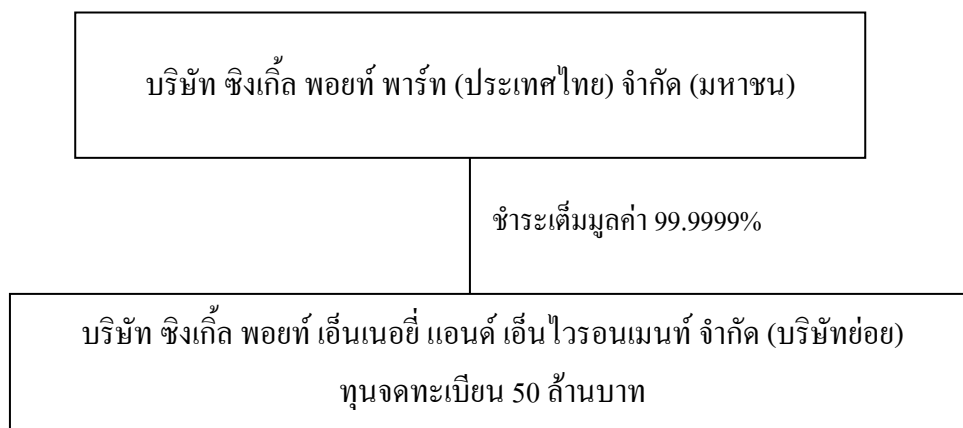 บริษัท ซิงเกิ้ล พอยท์ พาร์ท (ประเทศไทย) จำกัด (มหาชน)
ชำระเต็มมูลค่า 99.9999%
บริษัท ซิงเกิ้ล พอยท์ เอ็นเนอยี่ แอนด์ เอ็นไวรอนเมนท์ จำกัด (บริษัทย่อย)
ทุนจดทะเบียน 50 ล้านบาท